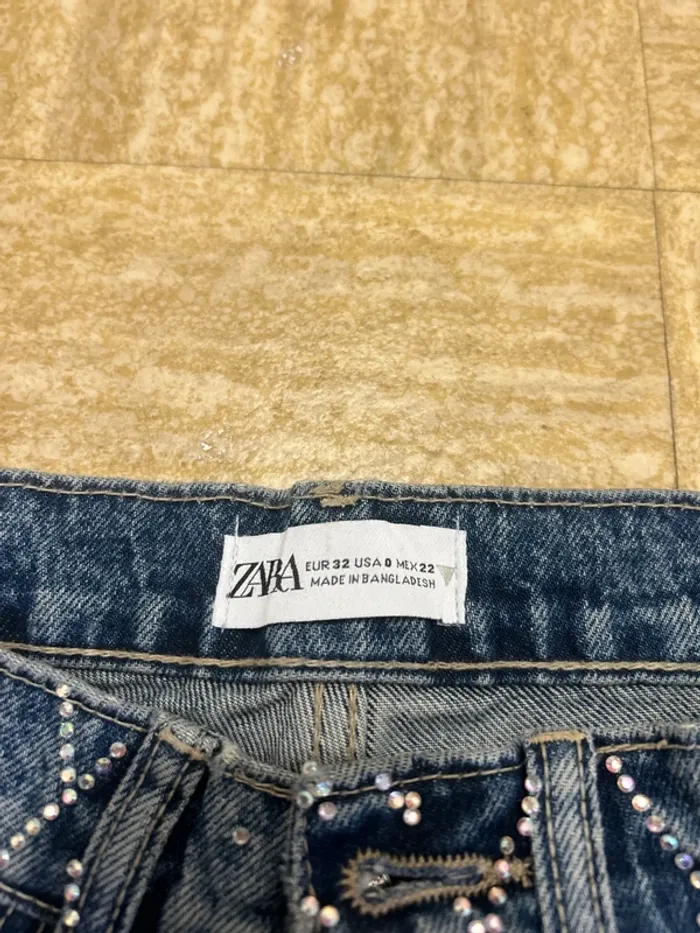 ZARA
EUR 32 USA 0 MEX 22
MADE IN BANGLADESH